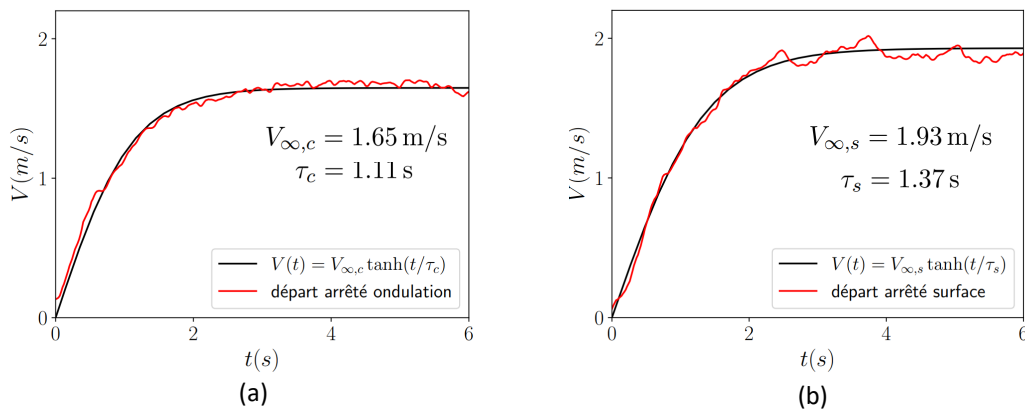 2
1
0
V(m/s)
V∞,c = 1.65 m/s
τc = 1.11 s
V(t) = V∞,c tanh(t/τc)
départ arrêté ondulation
0 2 4 6
t(s)
(a)
2
1
0
V(m/s)
V∞,s = 1.93 m/s
τs = 1.37 s
V(t) = V∞,s tanh(t/τs)
départ arrêté surface
0 2 4 6
t(s)
(b)